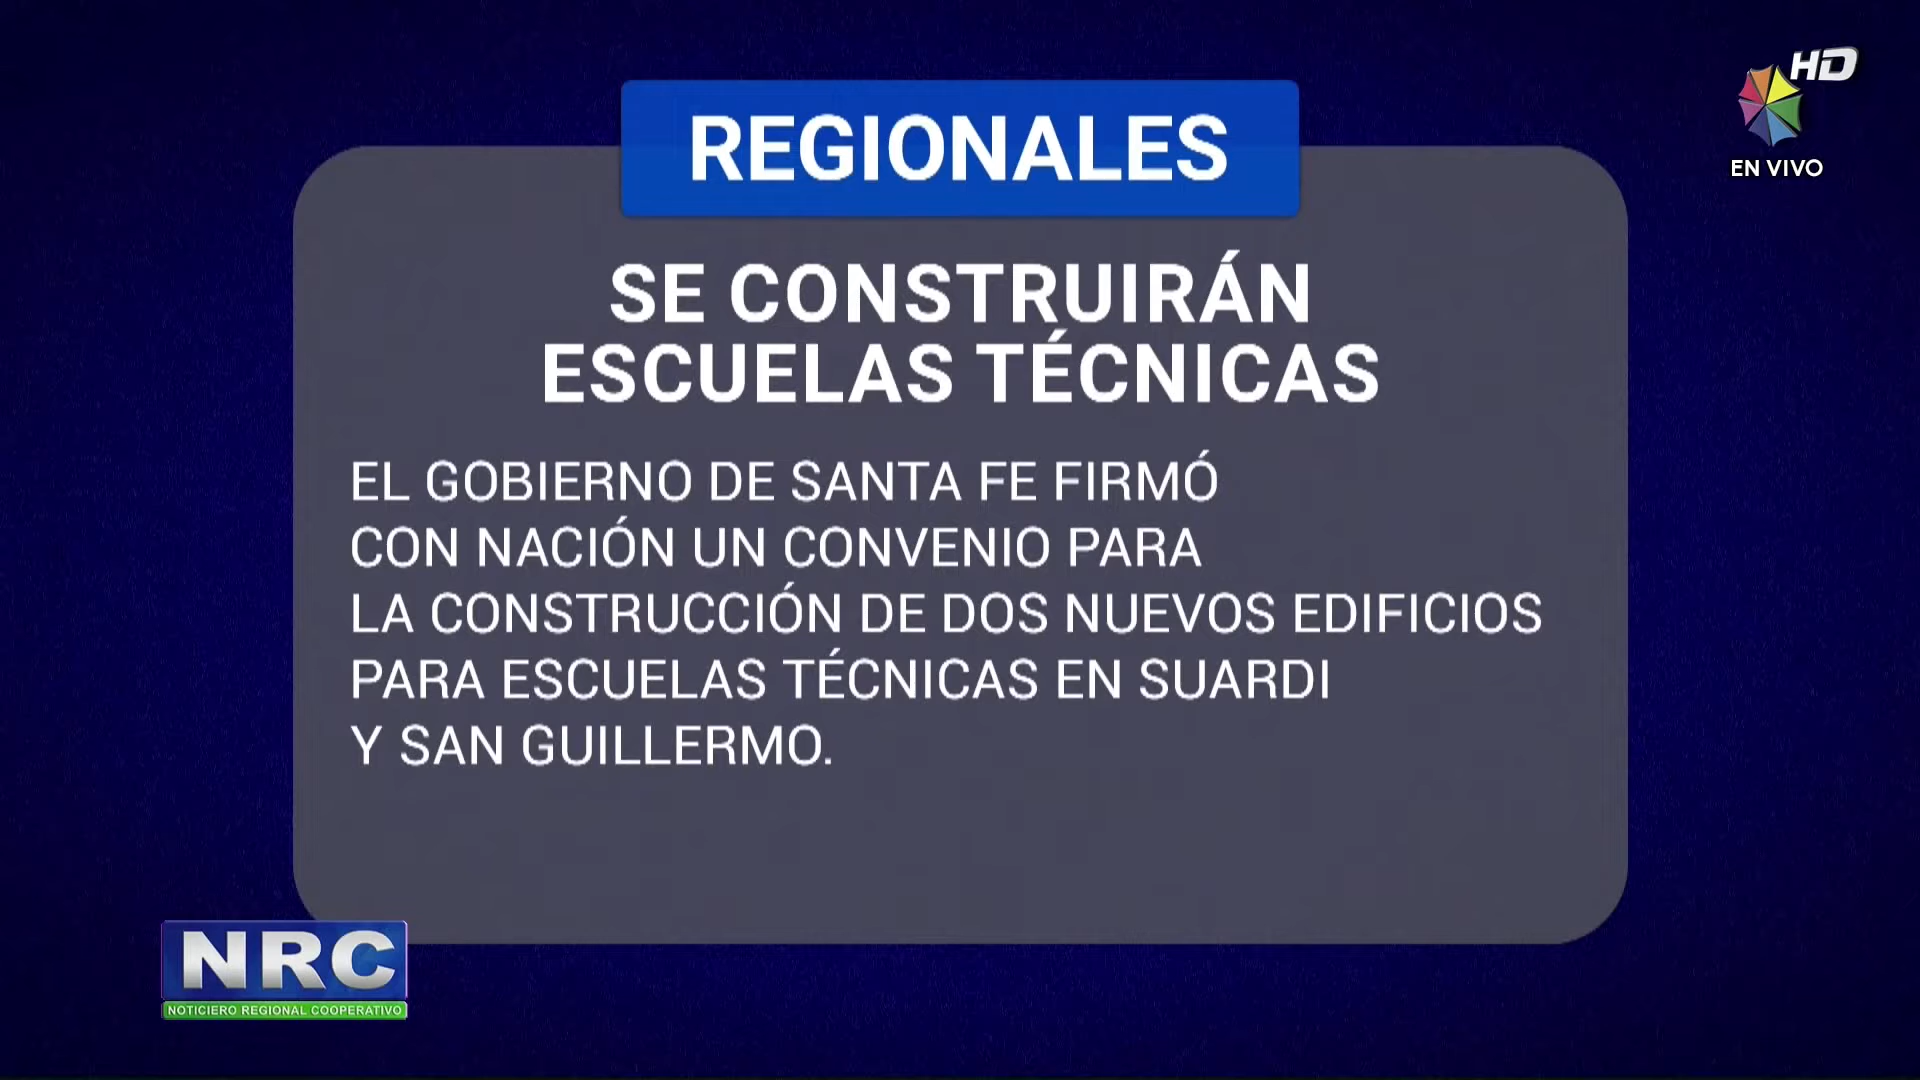 HD
EN VIVO
REGIONALES
SE CONSTRUIRÁN
ESCUELAS TÉCNICAS
EL GOBIERNO DE SANTA FE FIRMÓ
CON NACIÓN UN CONVENIO PARA
LA CONSTRUCCIÓN DE DOS NUEVOS EDIFICIOS
PARA ESCUELAS TÉCNICAS EN SUARDI
Y SAN GUILLERMO.
NRC
NOTICIERO REGIONAL COOPERATIVO